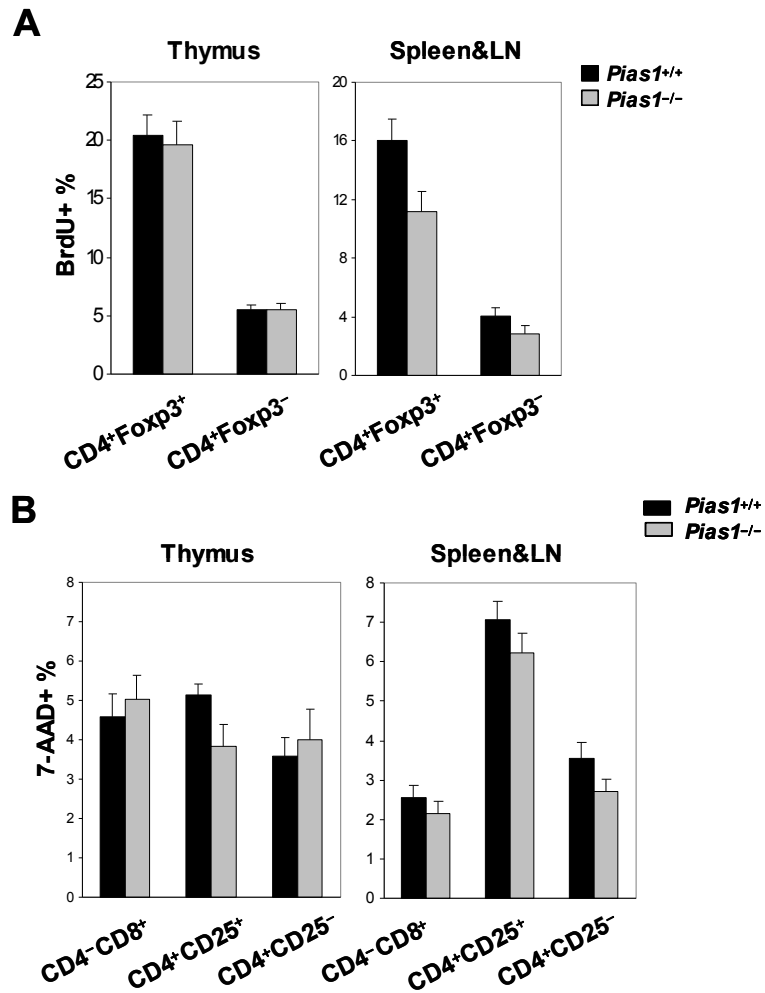 A
Thymus
Spleen&LN
Pias1+/+
Pias1−/−
BrdU+ %
25
20
15
10
5
0
20
16
12
8
4
0
CD4+Foxp3+
CD4+Foxp3−
CD4+Foxp3+
CD4+Foxp3−
B
Pias1+/+
Pias1−/−
Thymus
Spleen&LN
7-AAD+ %
8
7
6
5
4
3
2
1
0
8
7
6
5
4
3
2
1
0
CD4−CD8+
CD4+CD25+
CD4+CD25−
CD4−CD8+
CD4+CD25+
CD4+CD25−